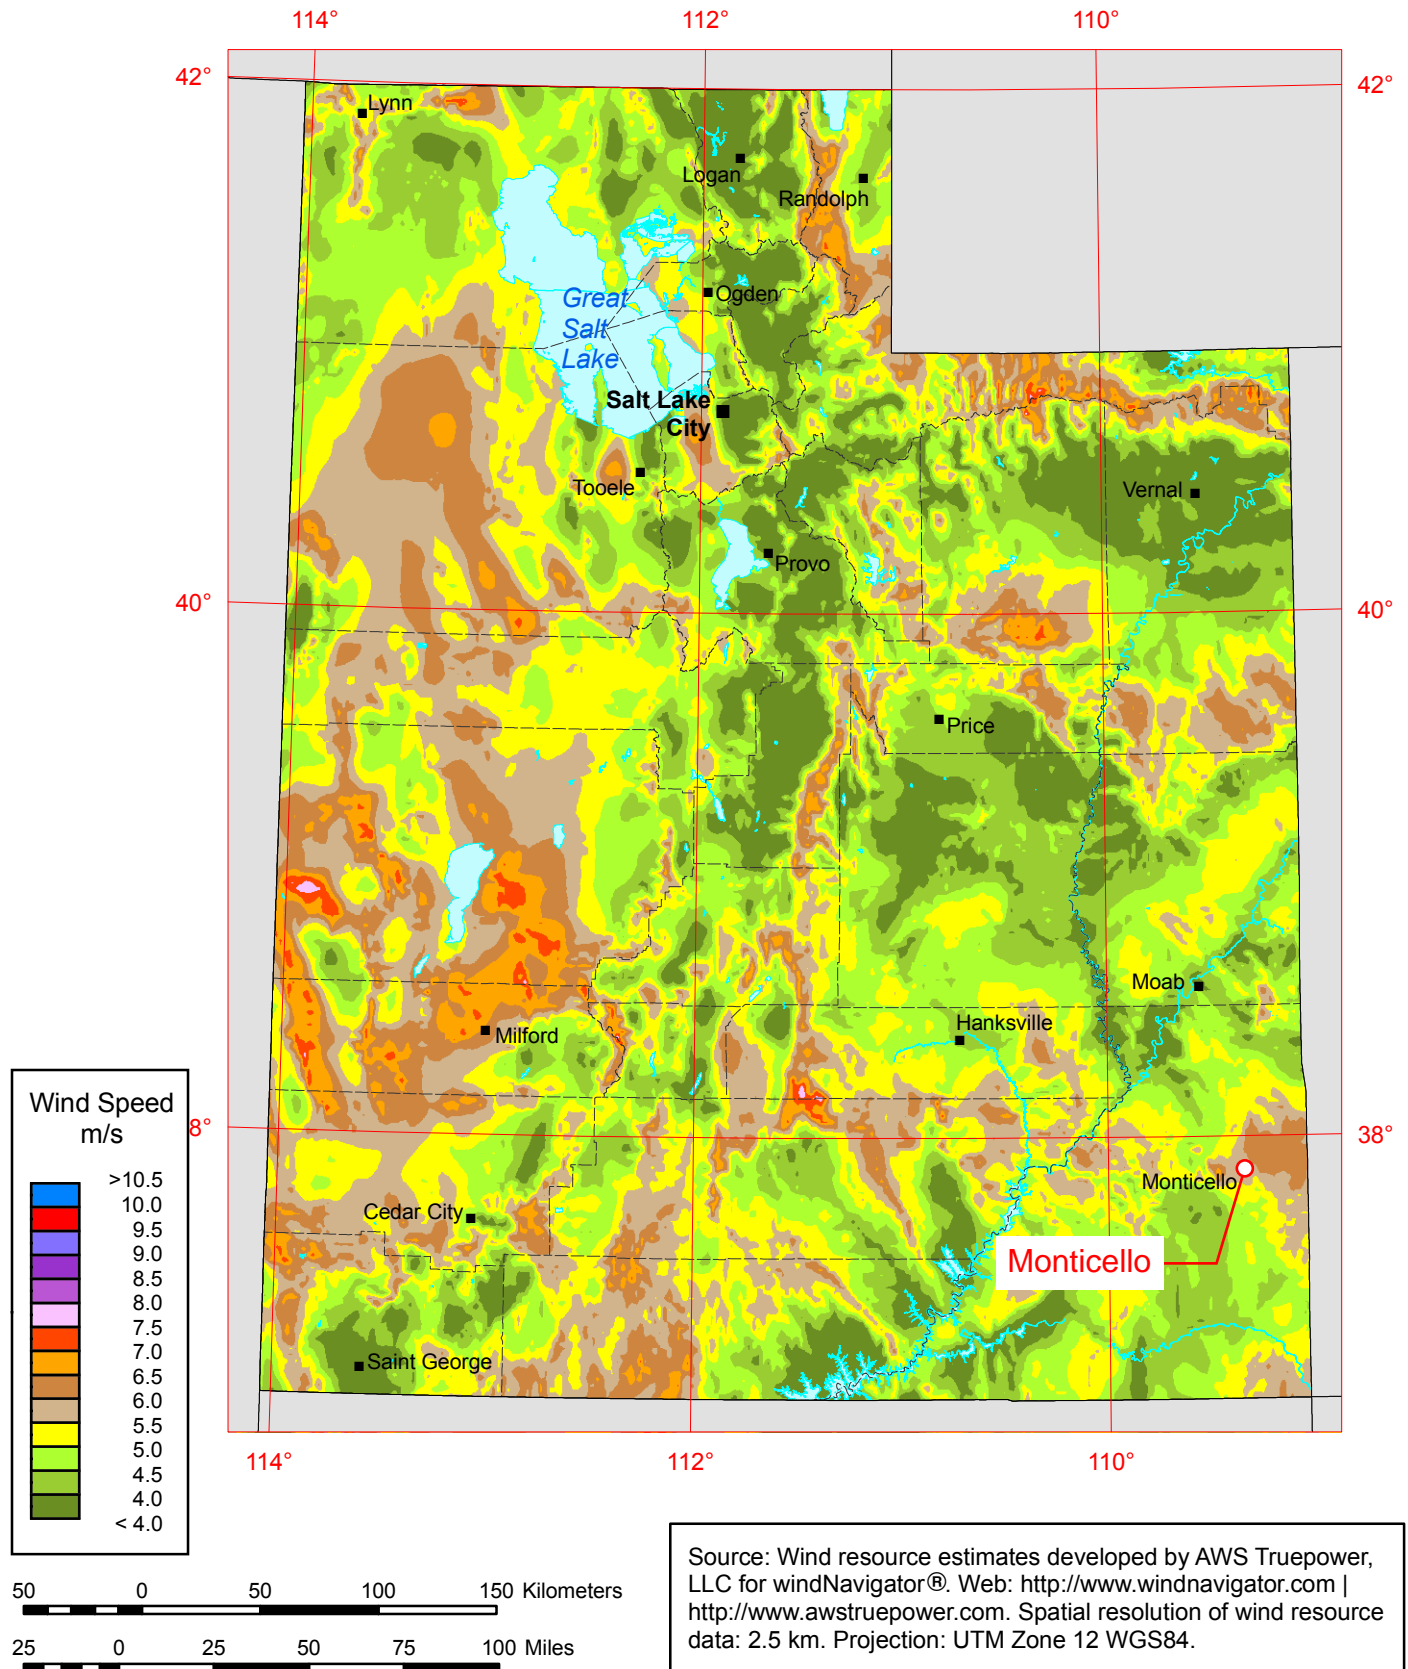 114°
112°
110°
42°
42°
Lynn
Logan
Randolph
Great
Salt
Lake
Ogden
Salt Lake
City
Tooele
Vernal
Provo
40°
40°
Price
Moab
Hanksville
Milford
8°
38°
Monticello
Cedar City
Monticello
Saint George
114°
112°
110°
Wind Speed
m/s
>10.5
10.0
9.5
9.0
8.5
8.0
7.5
7.0
6.5
6.0
5.5
5.0
4.5
4.0
< 4.0
50 0 50 100 150 Kilometers
25 0 25 50 75 100 Miles
Source: Wind resource estimates developed by AWS Truepower,
LLC for windNavigator®. Web: http://www.windnavigator.com |
http://www.awstruepower.com. Spatial resolution of wind resource
data: 2.5 km. Projection: UTM Zone 12 WGS84.